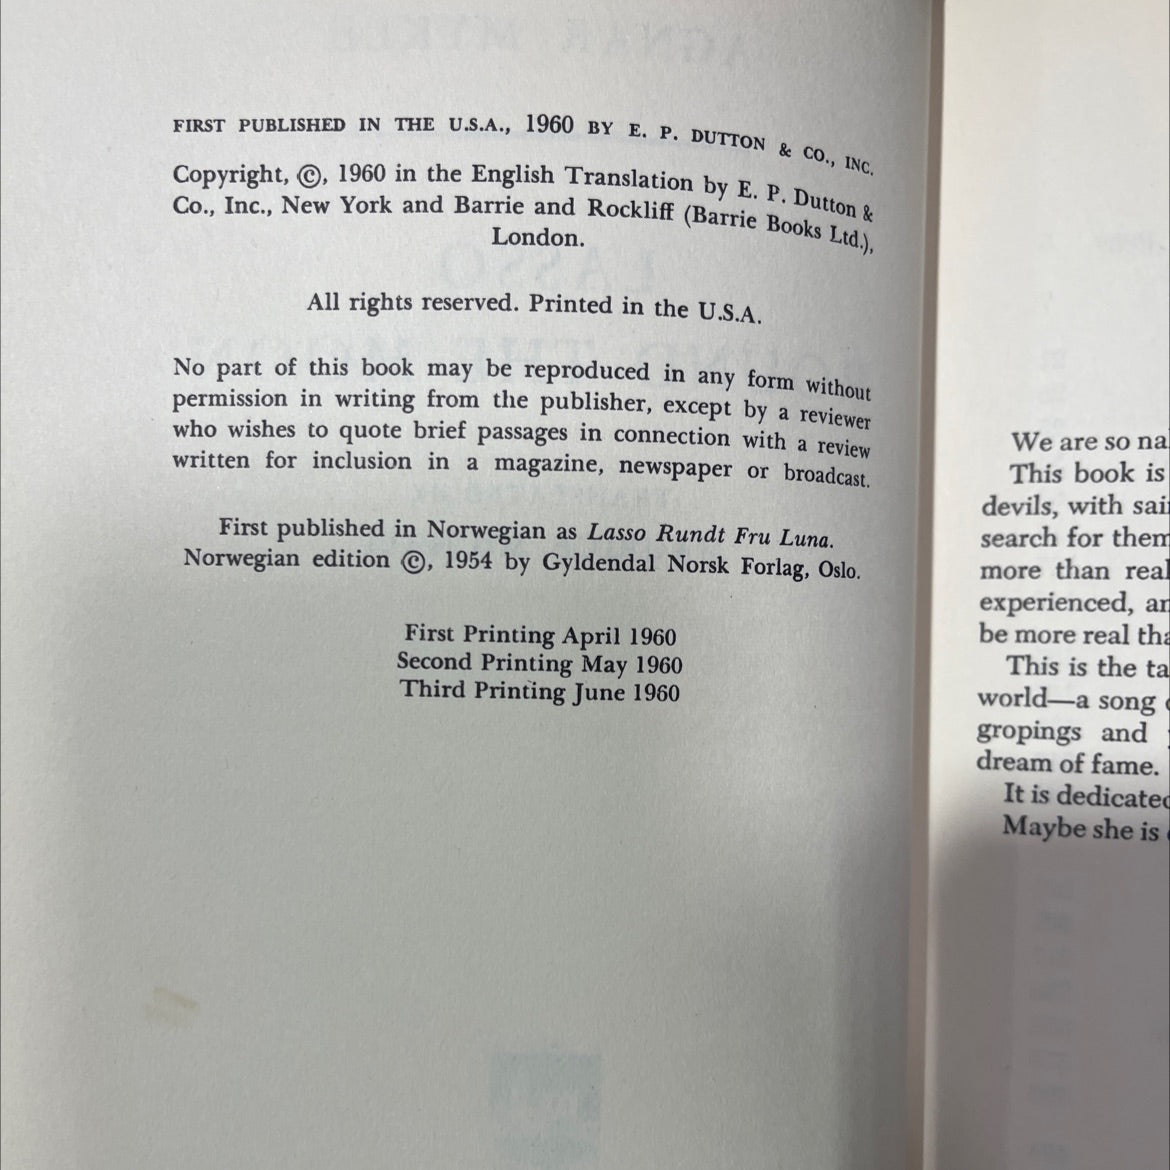 FIRST PUBLISHED IN THE U.S.A., 1960 BY E. P. DUTTON & CO., INC.
Copyright, ©, 1960 in the English Translation by E. P. Dutton &
Co., Inc., New York and Barrie and Rockliff (Barrie Books Ltd.),
London.
All rights reserved. Printed in the U.S.A.
No part of this book may be reproduced in any form without
permission in writing from the publisher, except by a reviewer
who wishes to quote brief passages in connection with a review
written for inclusion in a magazine, newspaper or broadcast.
First published in Norwegian as Lasso Rundt Fru Luna.
Norwegian edition ©, 1954 by Gyldendal Norsk Forlag, Oslo.
First Printing April 1960
Second Printing May 1960
Third Printing June 1960
We are so
This book is
devils, with
search for them
more than real
experienced,
be more real
This is the
world—a song
gropings and
dream of fame.
It is dedicated
Maybe she is